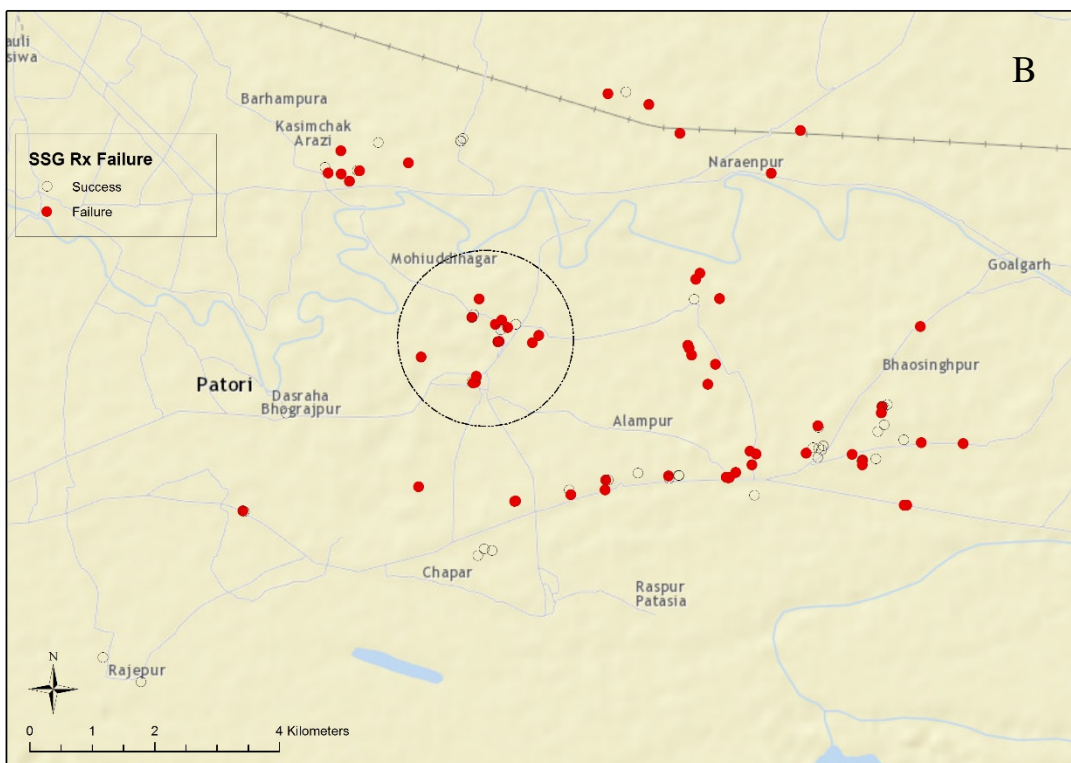 auli
siwa
B
Barhampura
Kasimchak
Arazi
SSG Rx Failure
Success
Failure
Naraenpur
Mohiuddinagar
Goalgarh
Bhaosinghpur
Patori
Dasraha
Bhograjpur
Alampur
Chapar
Raspur
Patasia
Rajepur
N
0 1 2 4 Kilometers